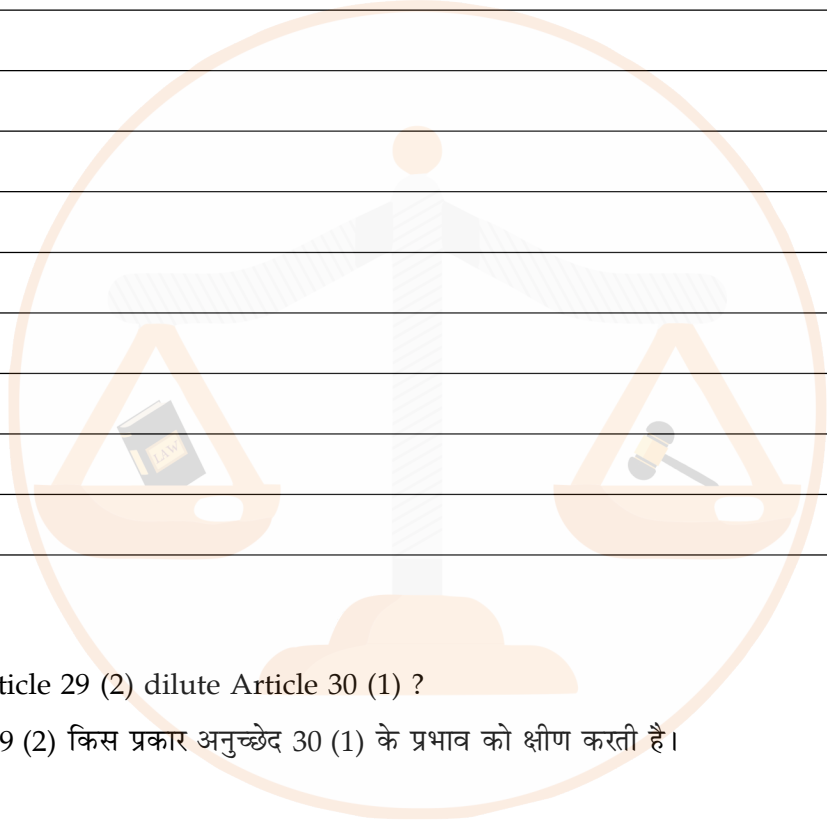 LAW
ticle 29 (2) dilute Article 30 (1) ?
9 (2) किस प्रकार अनुच्छेद 30 (1) के प्रभाव को क्षीण करती है।